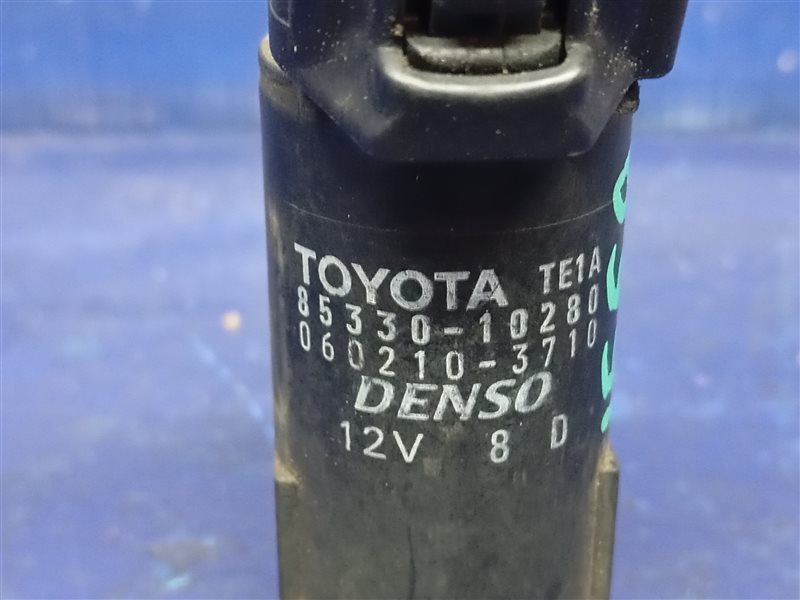 TOYOTA TE1A
85330-10280
060210-3710
DENSO
12V 8 D